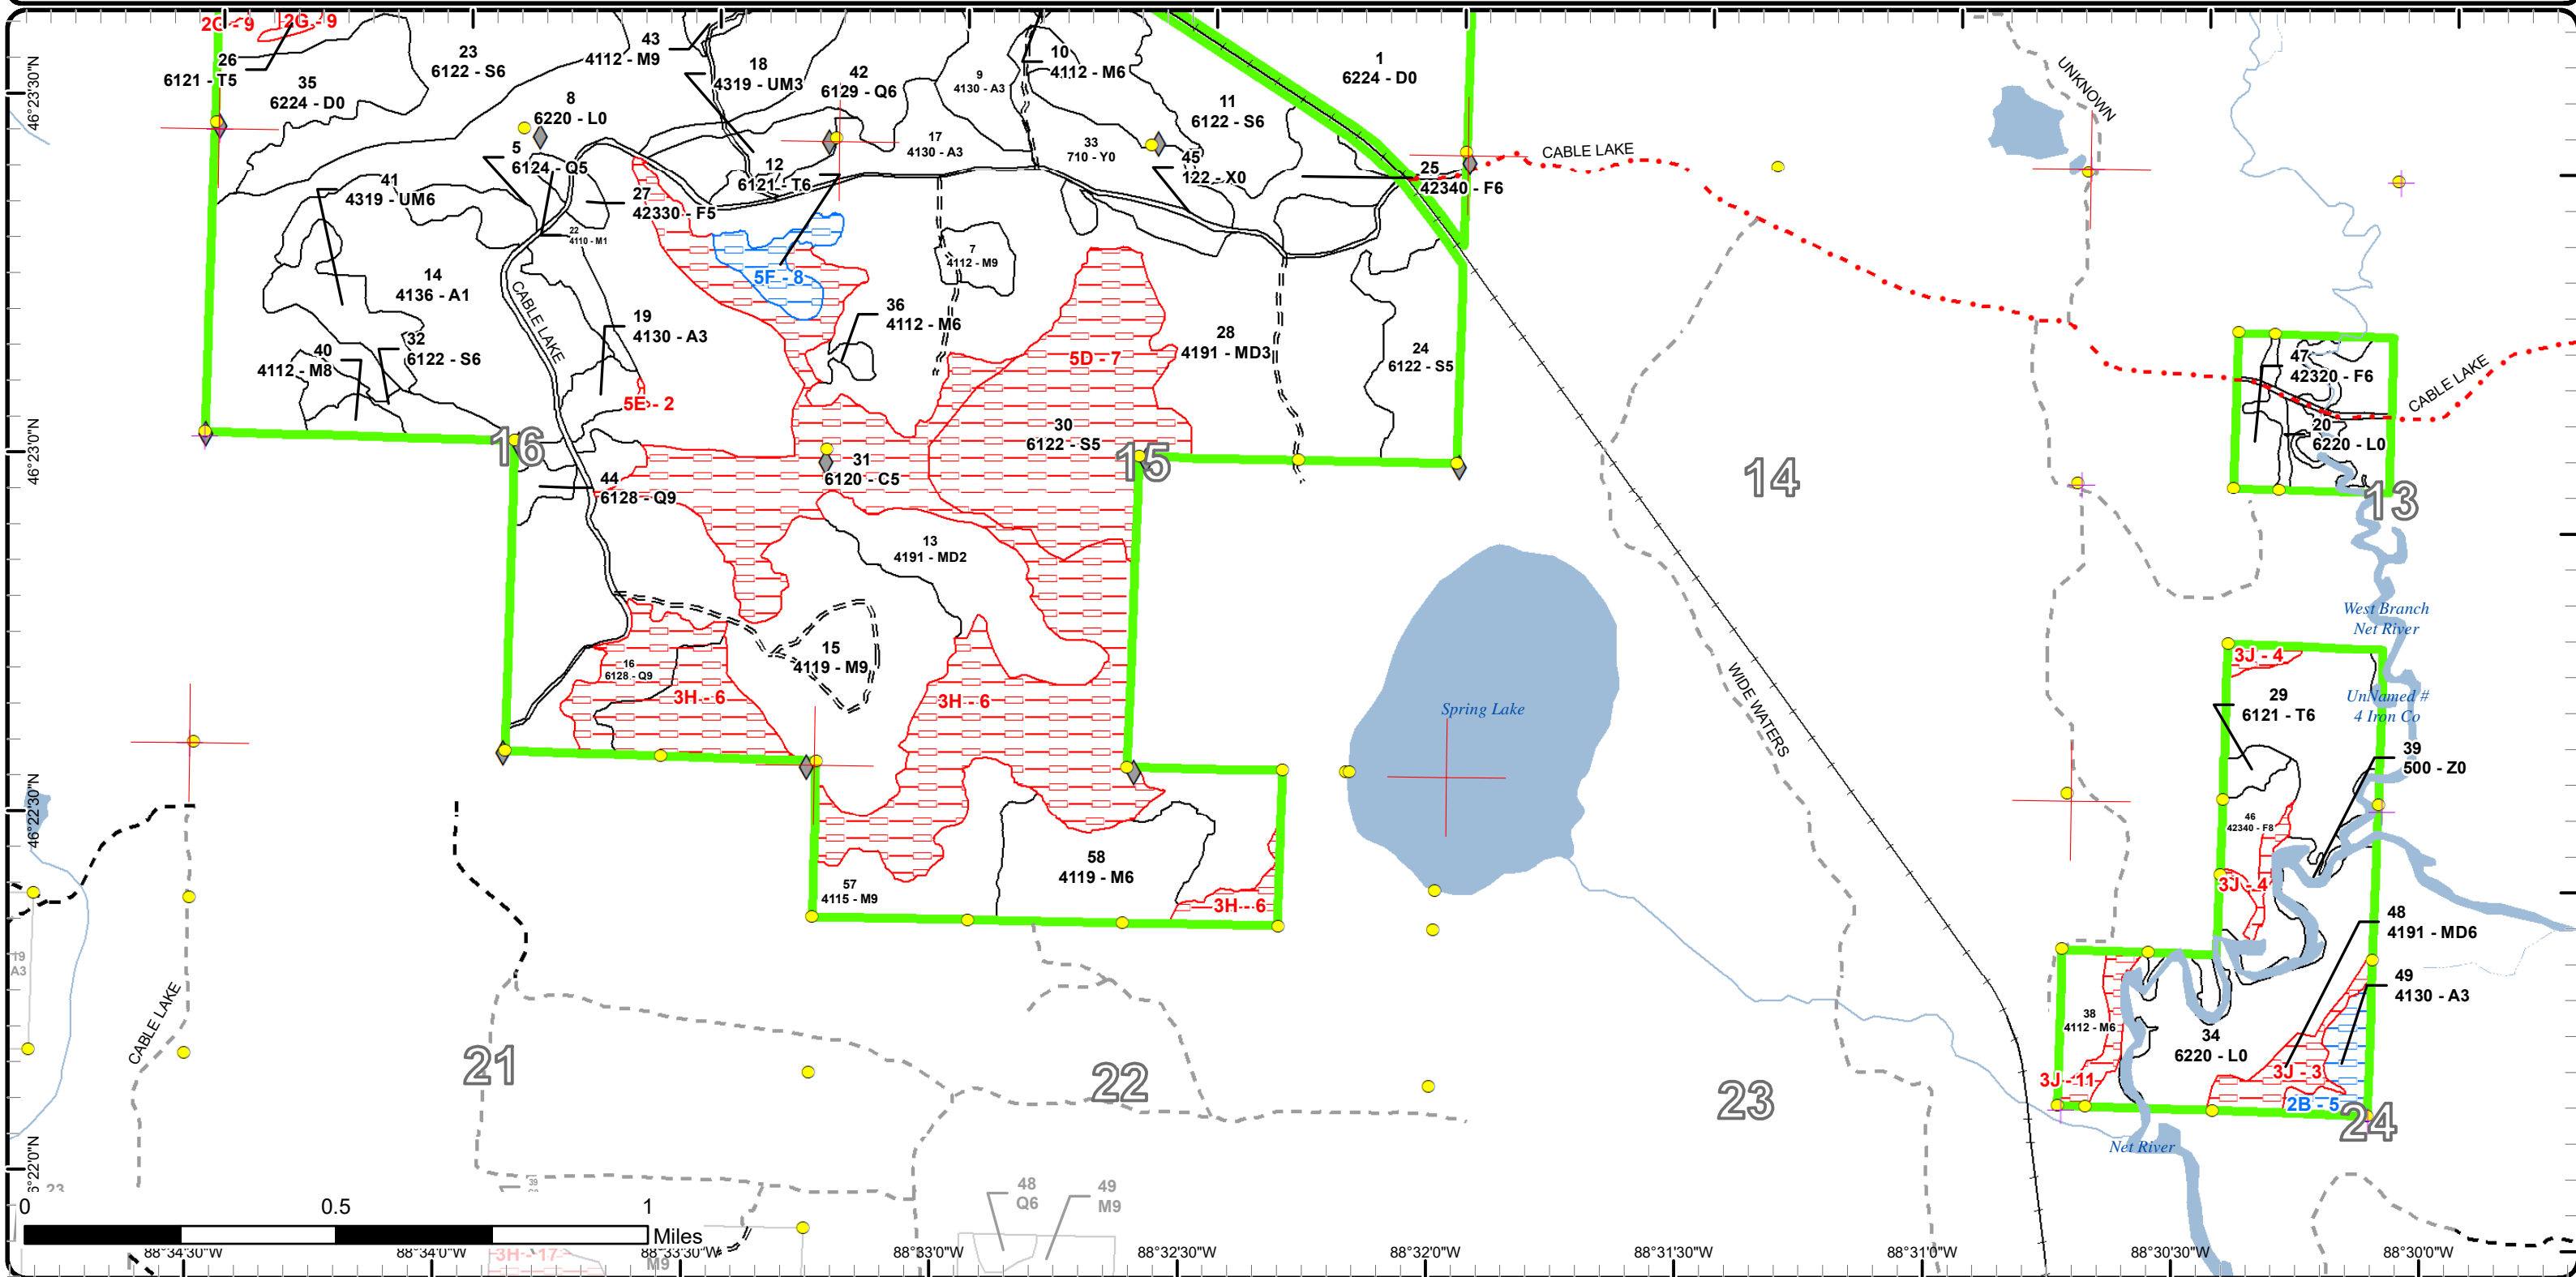 2G - 9
2G - 9
26
6121 - T5
35
6224 - D0
23
6122 - S6
43
4112 - M9
18
4319 - UM3
42
6129 - Q6
9
4130 - A3
10
4112 - M6
11
6122 - S6
1
6224 - D0
UNKNOWN
46°23'30"N
8
6220 - L0
5
6124 - Q5
41
4319 - UM6
27
42330 - F5
22
4110 - M1
12
6121 - T6
17
4130 - A3
33
710 - Y0
45
122 - X0
25
42340 - F6
CABLE LAKE
14
4136 - A1
CABLE LAKE
5F - 8
7
4112 - M9
19
4130 - A3
36
4112 - M6
5D - 7
28
4191 - MD3
24
6122 - S5
40
4112 - M8
32
6122 - S6
5E - 2
47
42320 - F6
20
6220 - L0
CABLE LAKE
46°23'0"N
16
30
6122 - S5
15
31
6120 - C5
44
6128 - Q9
14
13
13
4191 - MD2
15
4119 - M9
16
6128 - Q9
3H - 6
3H - 6
Spring Lake
WIDE WATERS
West Branch
Net River
3J - 4
29
6121 - T6
UnNamed #
4 Iron Co
39
500 - Z0
46°22'30"N
46
42340 - F8
58
4119 - M6
57
4115 - M9
3H - 6
3J - 4
48
4191 - MD6
49
4130 - A3
19
A3
CABLE LAKE
38
4112 - M6
34
6220 - L0
21
22
23
3J - 11
3J - 3
2B - 5
24
Net River
23
39
48
Q6
49
M9
0
0.5
1
Miles
3H - 17
M9
88°34'30"W
88°34'0"W
88°33'30"W
88°33'0"W
88°32'30"W
88°32'0"W
88°31'30"W
88°31'0"W
88°30'30"W
88°30'0"W